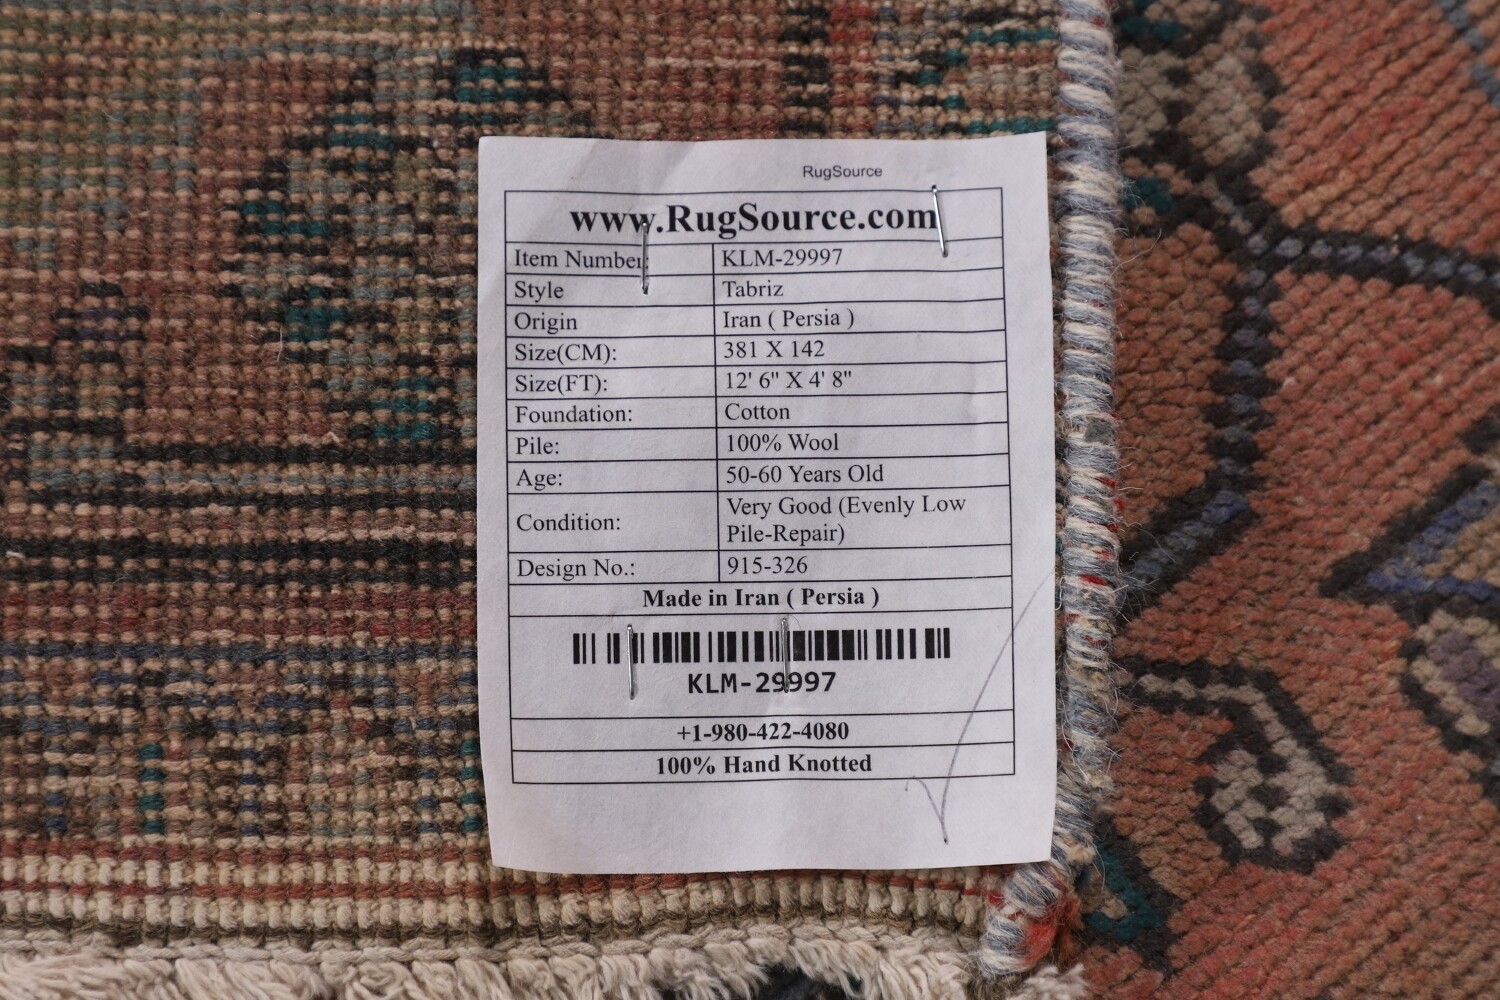 RugSource
www.RugSource.com
Item Number: KLM-29997
Style Tabriz
Origin Iran ( Persia )
Size(CM): 381 X 142
Size(FT): 12' 6" X 4' 8"
Foundation: Cotton
Pile: 100% Wool
Age: 50-60 Years Old
Condition: Very Good (Evenly Low
Pile-Repair)
Design No.: 915-326
Made in Iran ( Persia )
KLM-29997
+1-980-422-4080
100% Hand Knotted